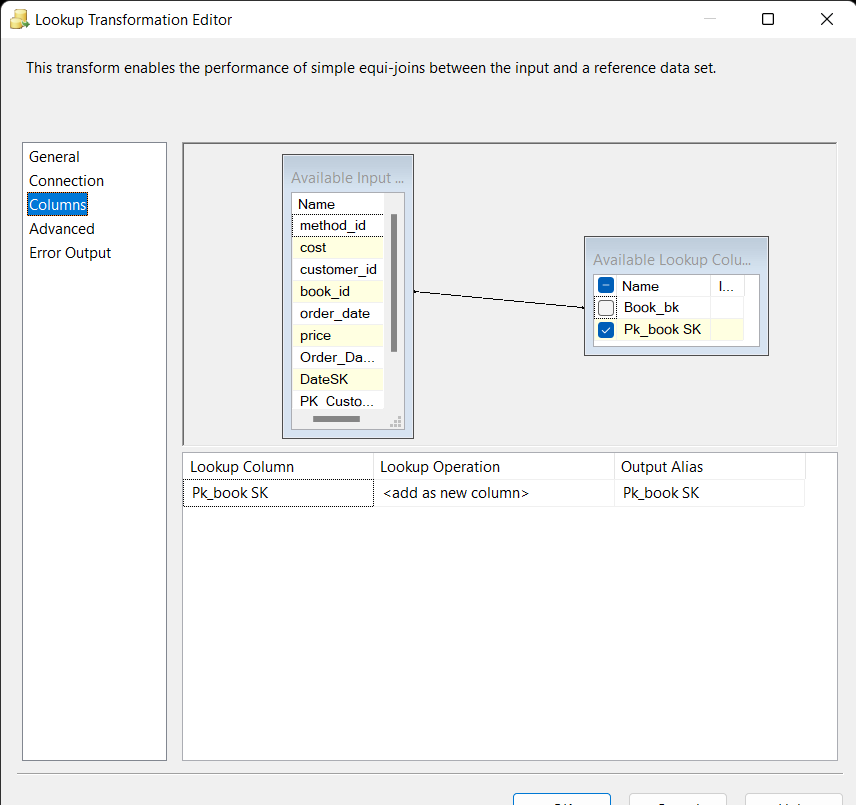 Lookup Transformation Editor
This transform enables the performance of simple equi-joins between the input and a reference data set.
General
Connection
Columns
Advanced
Error Output
Available Input ...
Name
method_id
cost
customer_id
book_id
order_date
price
Order_Da...
DateSK
PK_Custo...
Available Lookup Colu...
Name I...
Book_bk
Pk_book SK
Lookup Column Lookup Operation Output Alias
Pk_book SK <add as new column> Pk_book SK